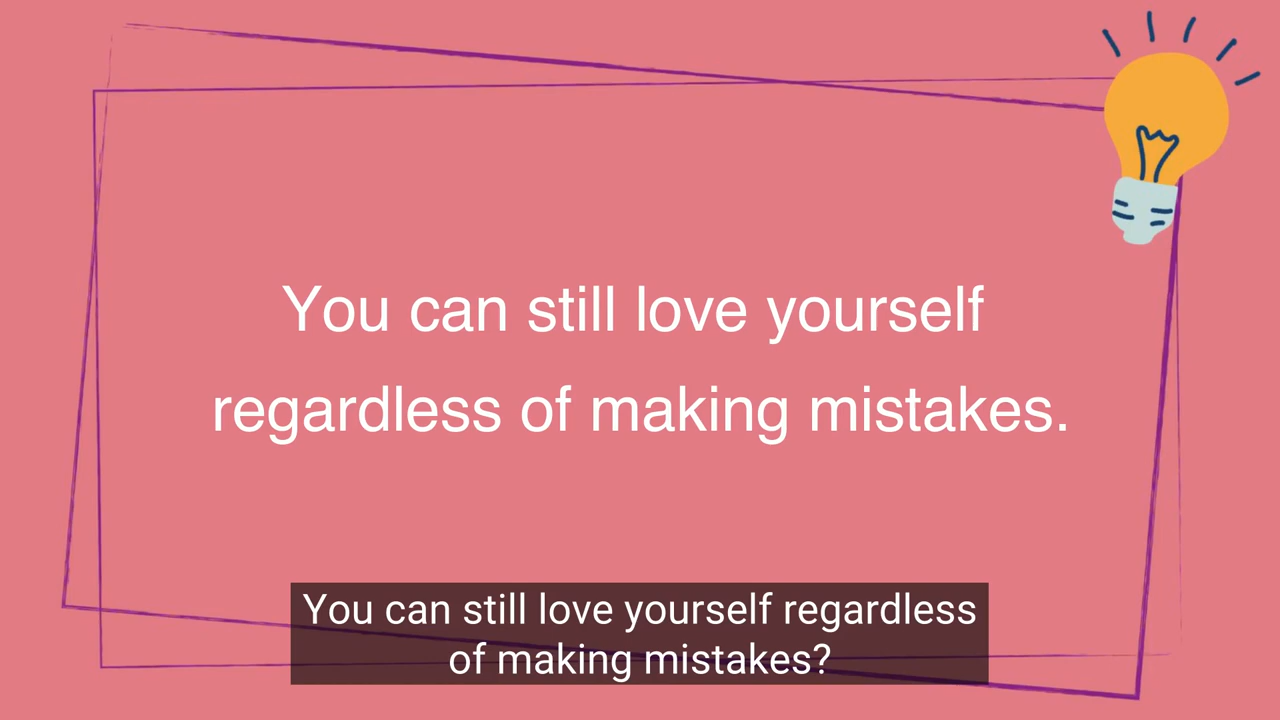 You can still love yourself
regardless of making mistakes.
You can still love yourself regardless
of making mistakes?